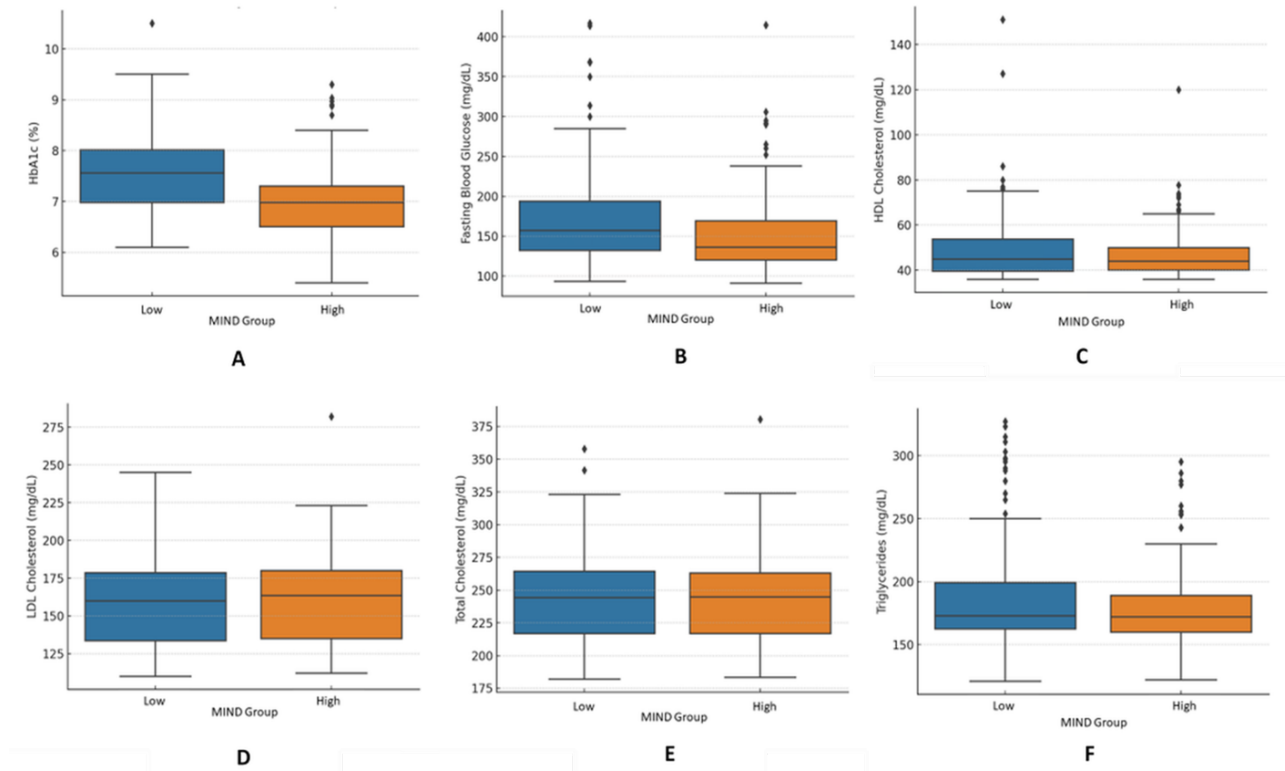 HbA1c (%)
10
9
8
7
6
Low
High
MIND Group
A
Fasting Blood Glucose (mg/dL)
400
350
300
250
200
150
100
Low
High
MIND Group
B
HDL Cholesterol (mg/dL)
140
120
100
80
60
40
Low
High
MIND Group
C
LDL Cholesterol (mg/dL)
275
250
225
200
175
150
125
Low
High
MIND Group
D
Total Cholesterol (mg/dL)
375
350
325
300
275
250
225
200
175
Low
High
MIND Group
E
Triglycerides (mg/dL)
300
250
200
150
Low
High
MIND Group
F